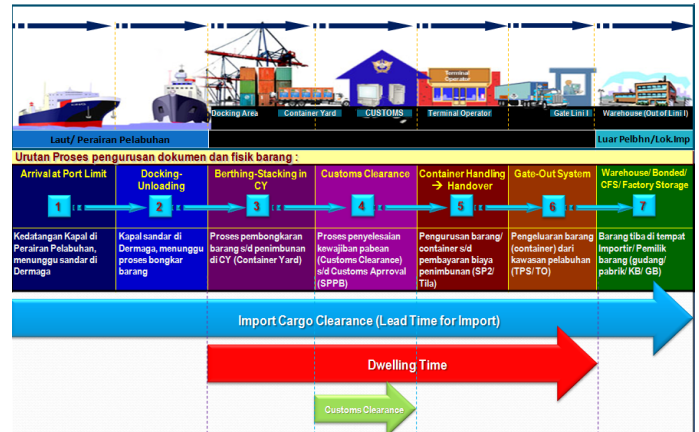 Terminal
Operator
Docking Area
Container Yard
CUSTOMS
Terminal Operator
Gate Lini I
Warehouse (Out of Lini I)
Laut/ Perairan Pelabuhan
Luar Pelbhn/Lok.Imp
Urutan Proses pengurusan dokumen dan fisik barang :
Arrival at Port Limit
1
Kedatangan Kapal di
Perairan Pelabuhan,
menunggu sandar di
Dermaga
Docking-
Unloading
2
Kapal sandar di
Dermaga, menunggu
proses bongkar
barang
Berthing-Stacking in
CY
3
Proses pembongkaran
barang s/d penimbunan
di CY (Container Yard)
Customs Clearance
4
Proses penyelesaian
kewajiban pabean
(Customs Clearance)
s/d Customs Aprroval
(SPPB)
Container Handling
→ Handover
5
Pengurusan barang/
container s/d
pembayaran biaya
penimbunan (SP2/
Tila)
Gate-Out System
6
Pengeluaran barang
(container) dari
kawasan pelabuhan
(TPS/ TO)
Warehouse/ Bonded/
CFS/ Factory Storage
7
Barang tiba di tempat
Importir/ Pemilik
barang (gudang/
pabrik/ KB/ GB)
Import Cargo Clearance (Lead Time for Import)
Dwelling Time
Customs Clearance